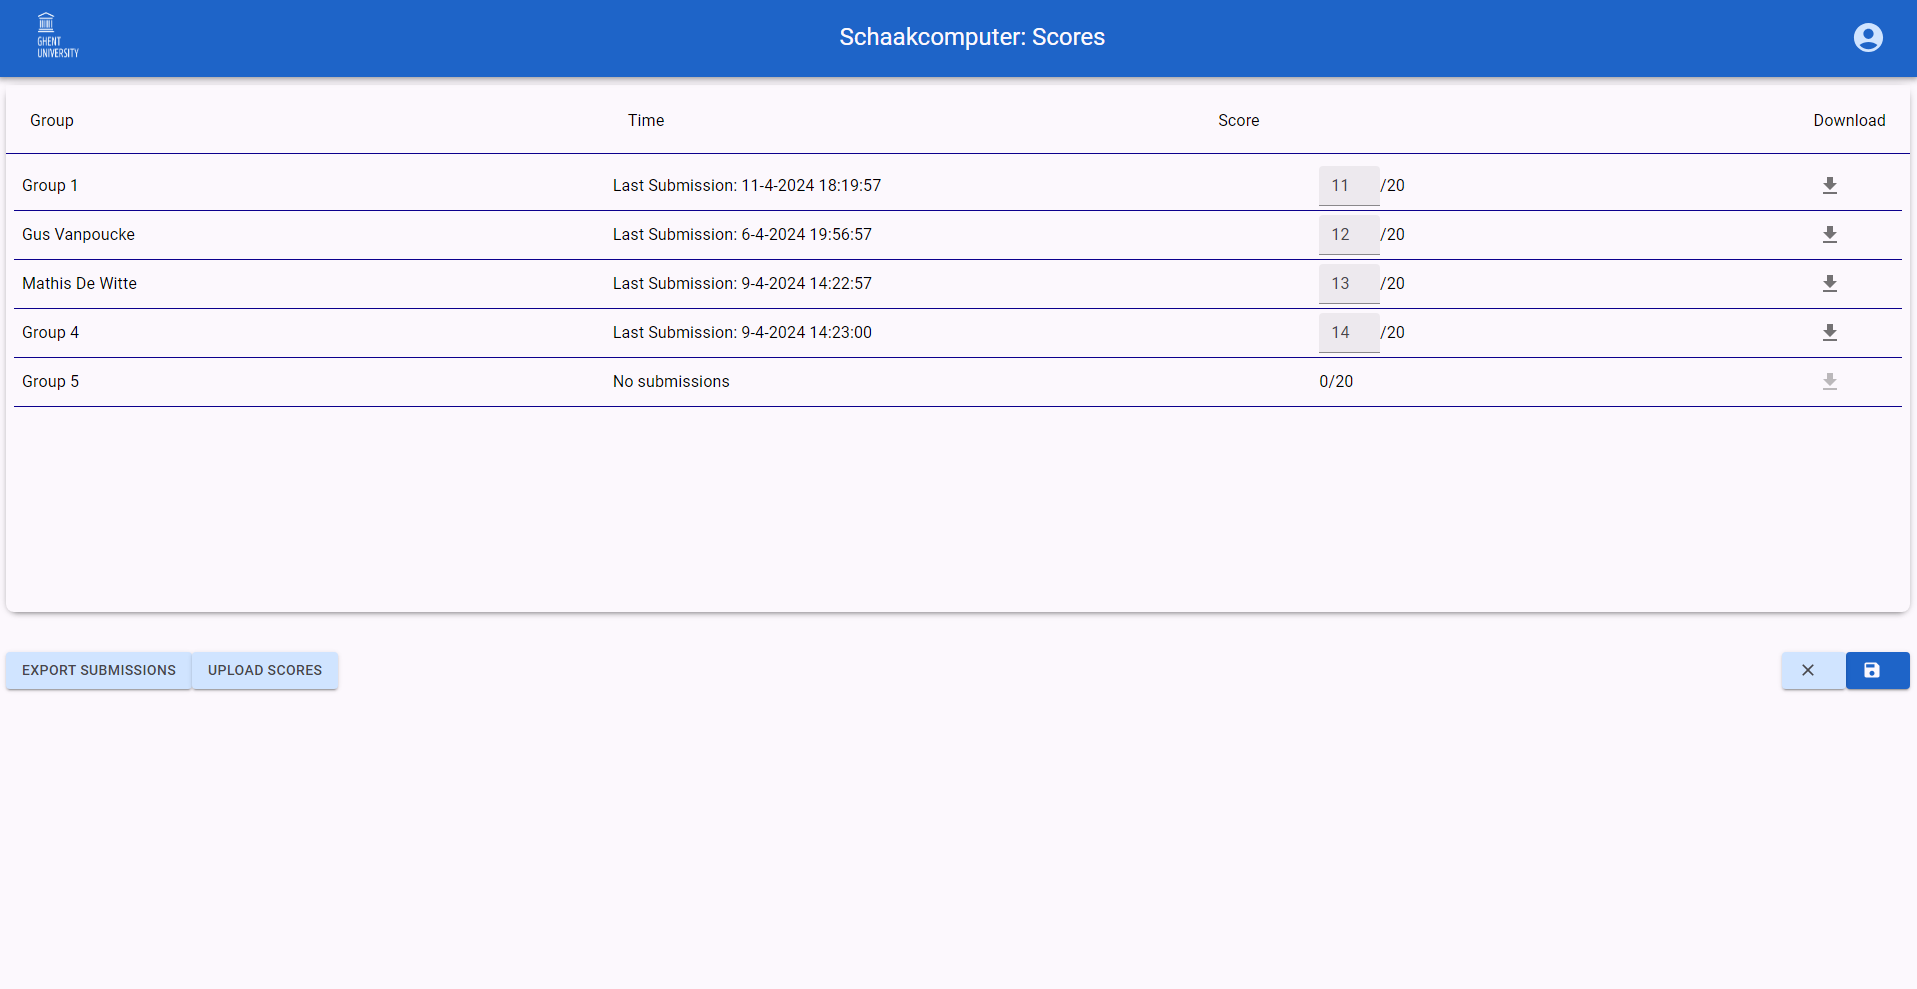 GHENT
UNIVERSITY
Schaakcomputer: Scores
Group Time Score Download
Group 1 Last Submission: 11-4-2024 18:19:57 11 /20
Gus Vanpoucke Last Submission: 6-4-2024 19:56:57 12 /20
Mathis De Witte Last Submission: 9-4-2024 14:22:57 13 /20
Group 4 Last Submission: 9-4-2024 14:23:00 14 /20
Group 5 No submissions 0/20
EXPORT SUBMISSIONS UPLOAD SCORES